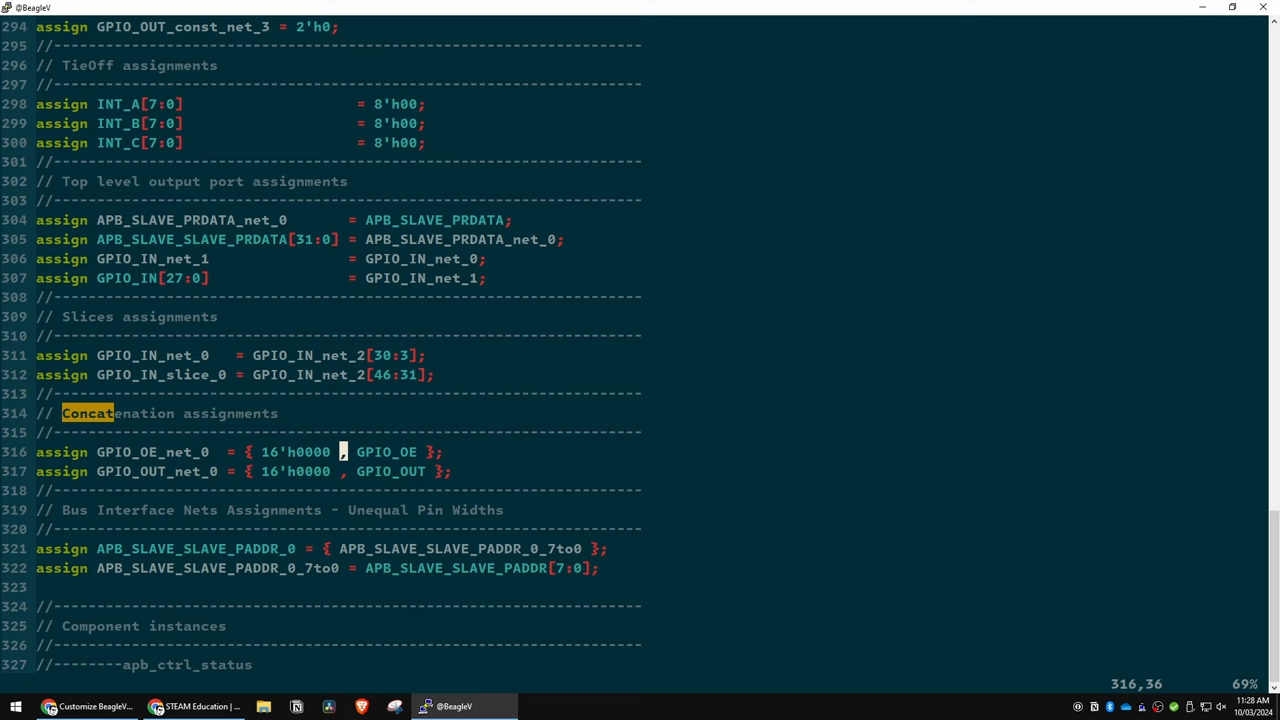 @BeagleV
294 assign GPIO_OUT_const_net_3 = 2'h0;
295 //--------------------------------------------------------------------
296 // TieOff assignments
297 //--------------------------------------------------------------------
298 assign INT_A[7:0]                    = 8'h00;
299 assign INT_B[7:0]                    = 8'h00;
300 assign INT_C[7:0]                    = 8'h00;
301 //--------------------------------------------------------------------
302 // Top level output port assignments
303 //--------------------------------------------------------------------
304 assign APB_SLAVE_PRDATA_net_0       = APB_SLAVE_PRDATA;
305 assign APB_SLAVE_SLAVE_PRDATA[31:0] = APB_SLAVE_PRDATA_net_0;
306 assign GPIO_IN_net_1                = GPIO_IN_net_0;
307 assign GPIO_IN[27:0]                = GPIO_IN_net_1;
308 //--------------------------------------------------------------------
309 // Slices assignments
310 //--------------------------------------------------------------------
311 assign GPIO_IN_net_0   = GPIO_IN_net_2[30:3];
312 assign GPIO_IN_slice_0 = GPIO_IN_net_2[46:31];
313 //--------------------------------------------------------------------
314 // Concatenation assignments
315 //--------------------------------------------------------------------
316 assign GPIO_OE_net_0  = { 16'h0000 , GPIO_OE };
317 assign GPIO_OUT_net_0 = { 16'h0000 , GPIO_OUT };
318 //--------------------------------------------------------------------
319 // Bus Interface Nets Assignments - Unequal Pin Widths
320 //--------------------------------------------------------------------
321 assign APB_SLAVE_SLAVE_PADDR_0 = { APB_SLAVE_SLAVE_PADDR_0_7to0 };
322 assign APB_SLAVE_SLAVE_PADDR_0_7to0 = APB_SLAVE_SLAVE_PADDR[7:0];
323
324 //--------------------------------------------------------------------
325 // Component instances
326 //--------------------------------------------------------------------
327 //--------apb_ctrl_status
316,36 69%
Customize BeagleV... STEAM Education | ... @BeagleV 11:28 AM
10/03/2024